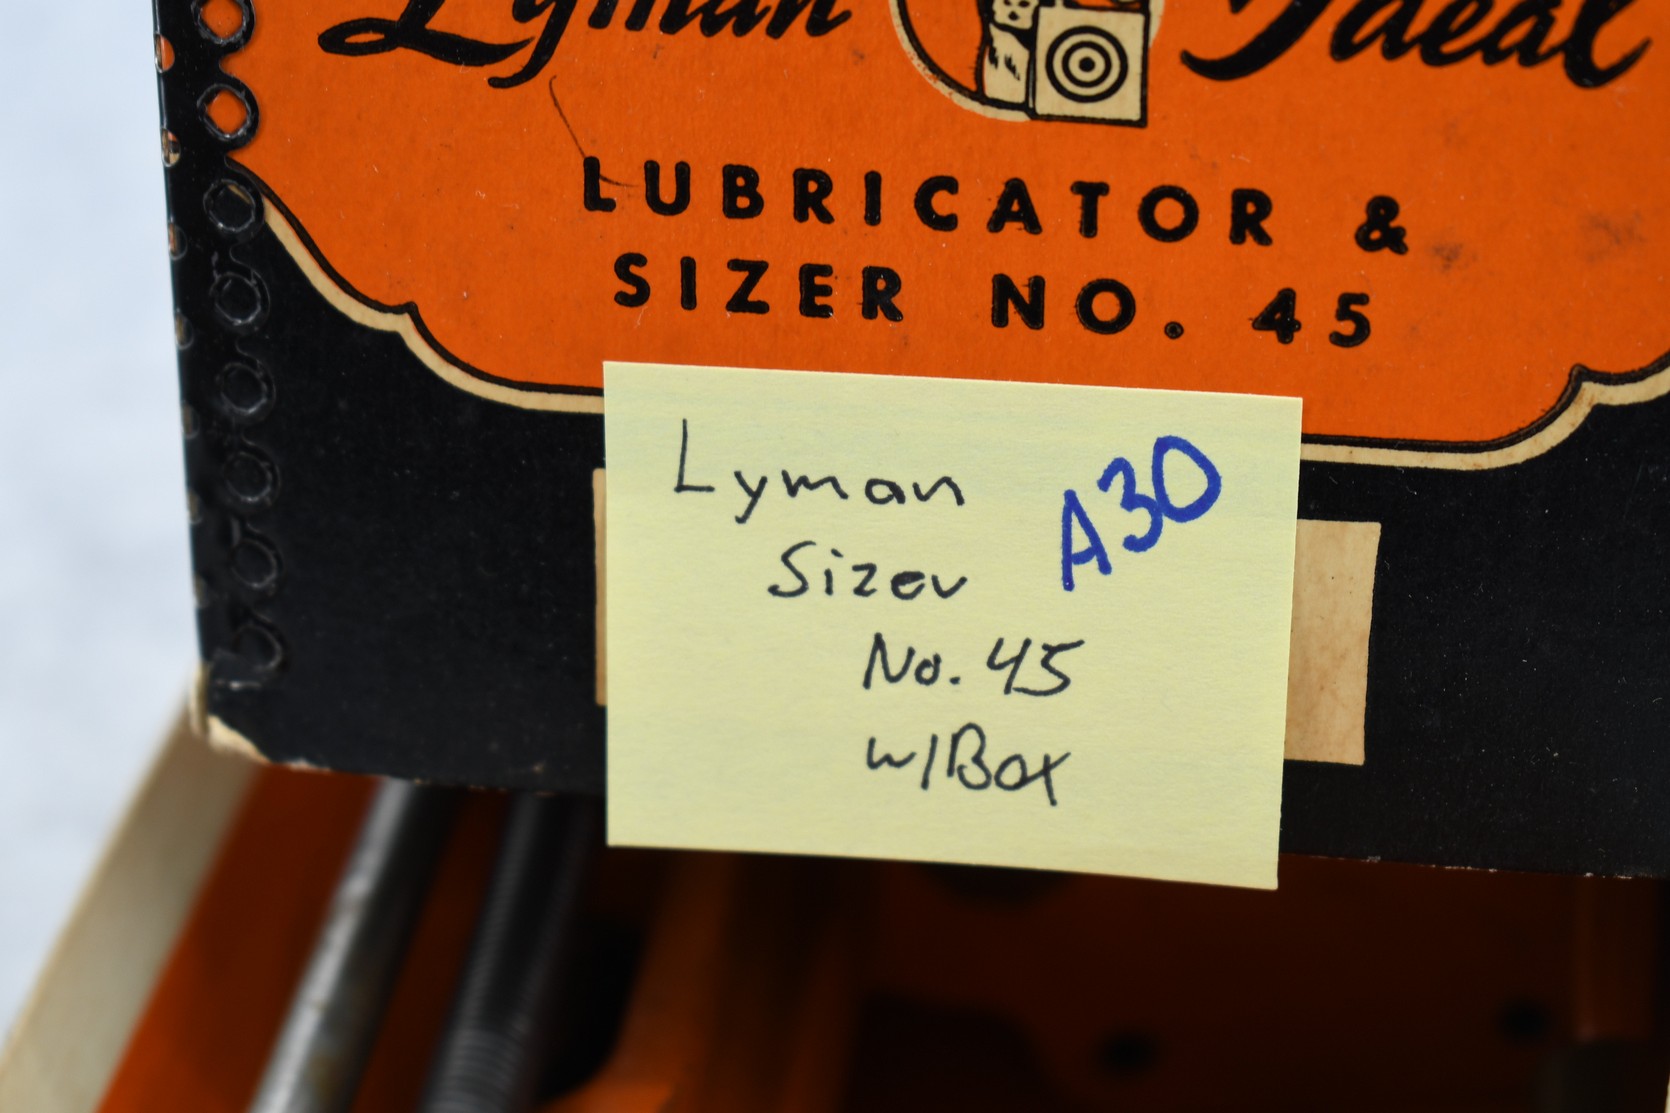 Lyman Ideal
LUBRICATOR &
SIZER NO. 45
Lyman A30
Sizer
No. 45
w/Box